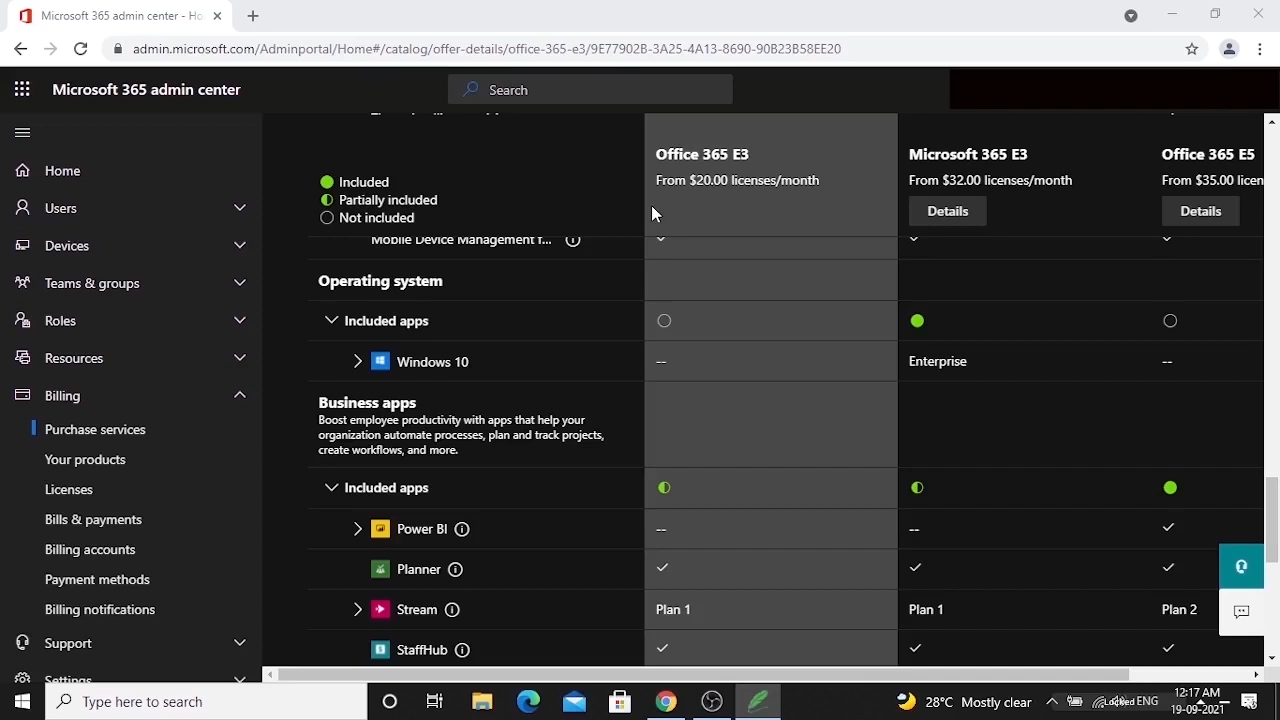 Microsoft 365 admin center - Ho
admin.microsoft.com/Adminportal/Home#/catalog/offer-details/office-365-e3/9E77902B-3A25-4A13-8690-90B23B58EE20
Microsoft 365 admin center
Search
Home
Users
Devices
Teams & groups
Roles
Resources
Billing
Purchase services
Your products
Licenses
Bills & payments
Billing accounts
Payment methods
Billing notifications
Support
Settings
Included
Partially included
Not included
Office 365 E3
From $20.00 licenses/month
Microsoft 365 E3
From $32.00 licenses/month
Details
Office 365 E5
From $35.00 licen
Details
Mobile Device Management f...
Operating system
Included apps
Windows 10 -- Enterprise --
Business apps
Boost employee productivity with apps that help your
organization automate processes, plan and track projects,
create workflows, and more.
Included apps
Power BI -- --
Planner
Stream Plan 1 Plan 1 Plan 2
StaffHub
Type here to search
28°C Mostly clear
Locked ENG
12:17 AM
19-09-2021